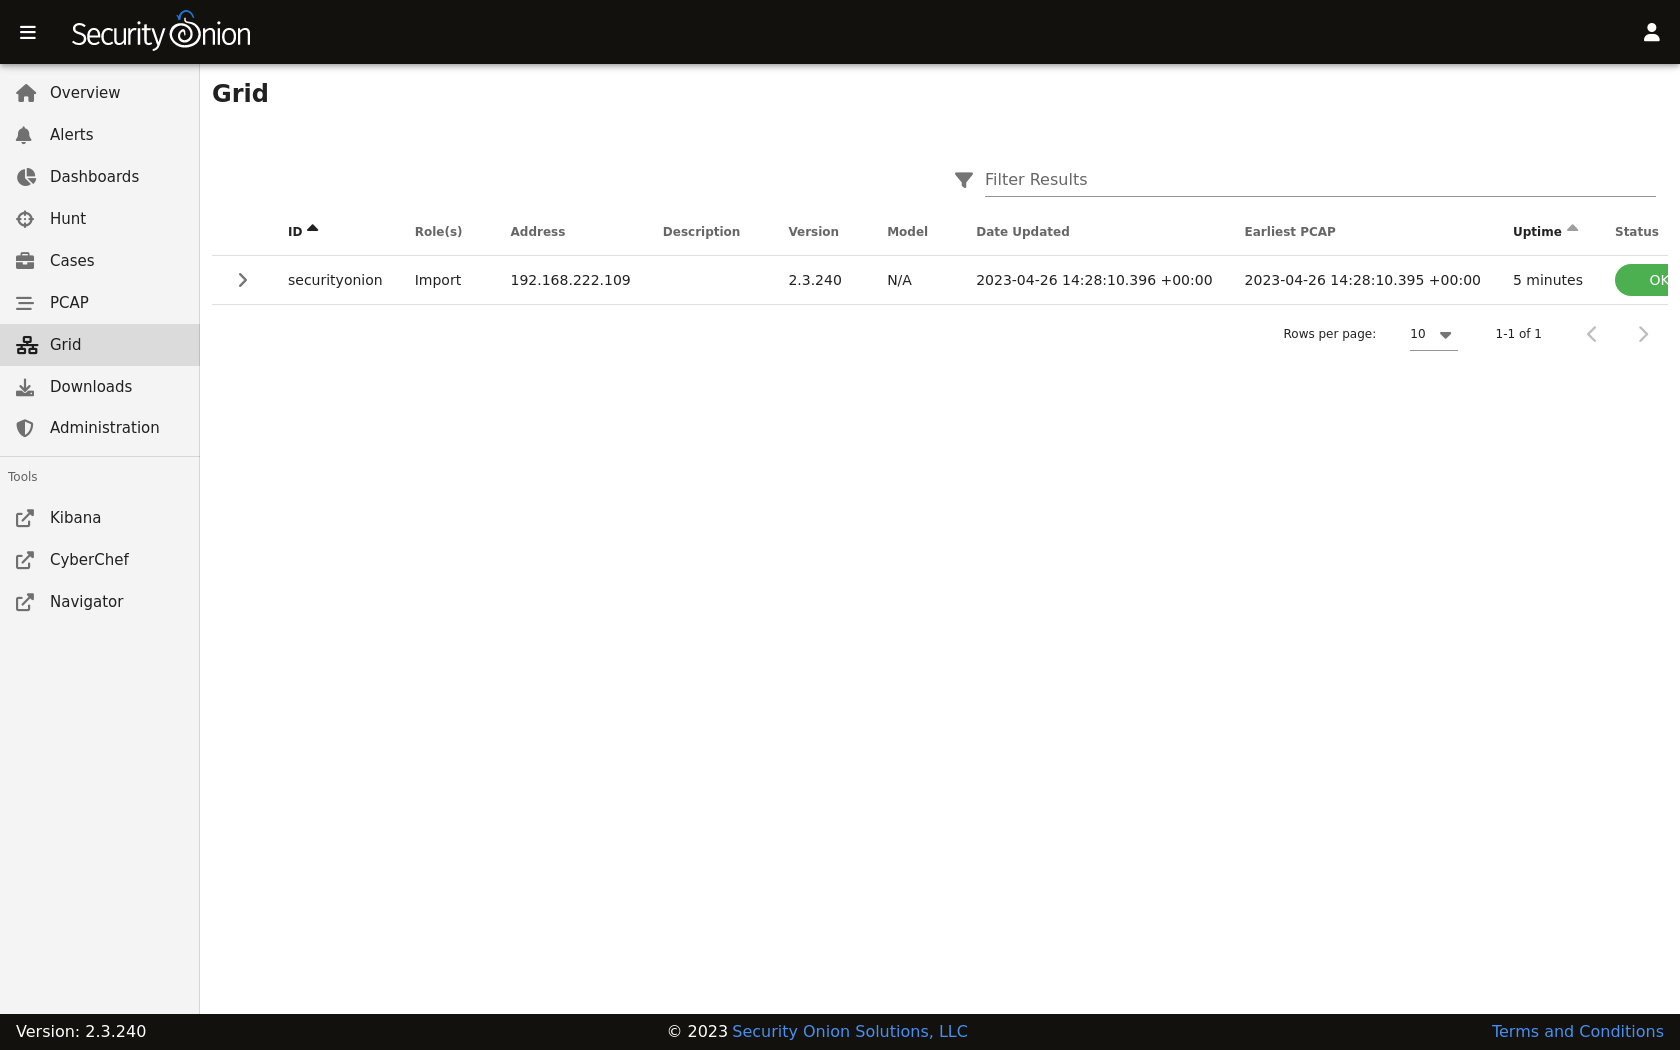 Security Onion
Overview
Alerts
Dashboards
Hunt
Cases
PCAP
Grid
Downloads
Administration
Tools
Kibana
CyberChef
Navigator
Grid
Filter Results
ID Role(s) Address Description Version Model Date Updated Earliest PCAP Uptime Status
securityonion Import 192.168.222.109 2.3.240 N/A 2023-04-26 14:28:10.396 +00:00 2023-04-26 14:28:10.395 +00:00 5 minutes OK
Rows per page: 10 1-1 of 1
Version: 2.3.240 © 2023 Security Onion Solutions, LLC Terms and Conditions